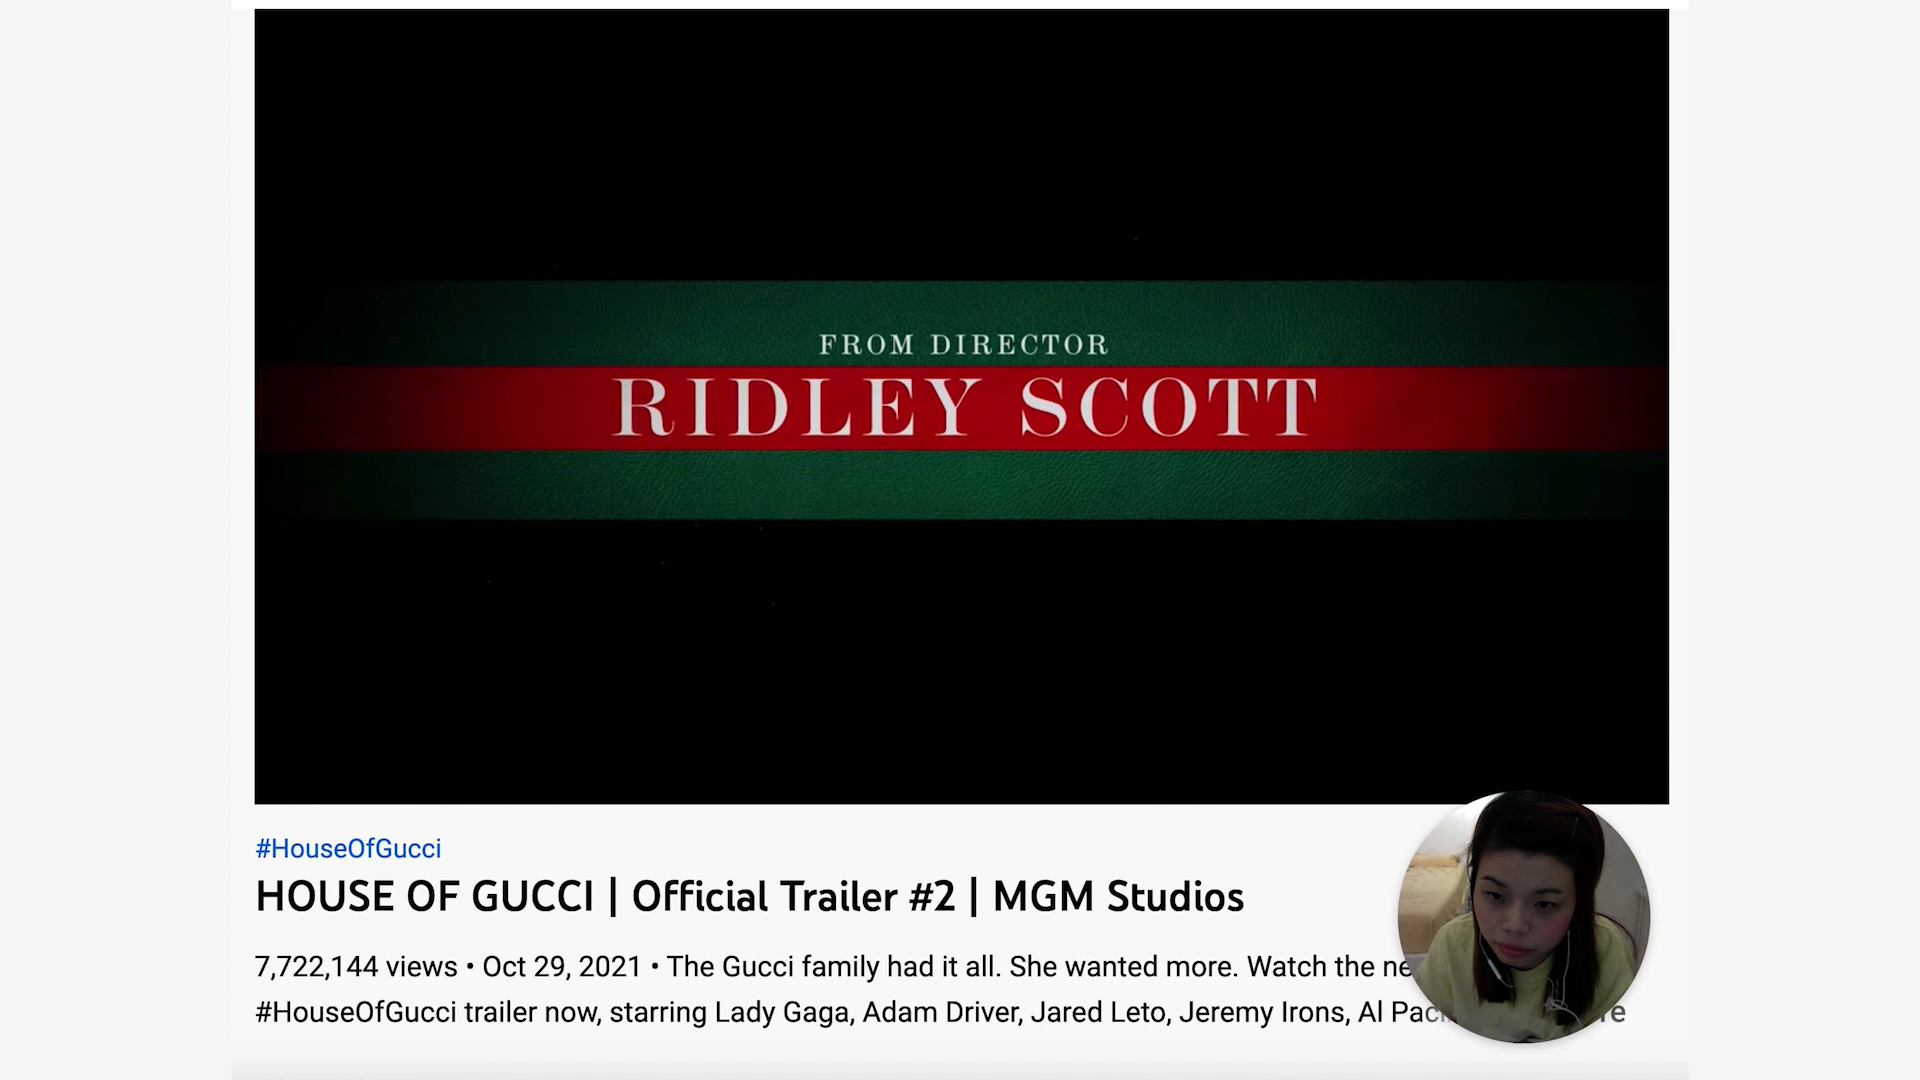 FROM DIRECTOR
RIDLEY SCOTT
#HouseOfGucci
HOUSE OF GUCCI | Official Trailer #2 | MGM Studios
7,722,144 views • Oct 29, 2021 • The Gucci family had it all. She wanted more. Watch the
#HouseOfGucci trailer now, starring Lady Gaga, Adam Driver, Jared Leto, Jeremy Irons, Al